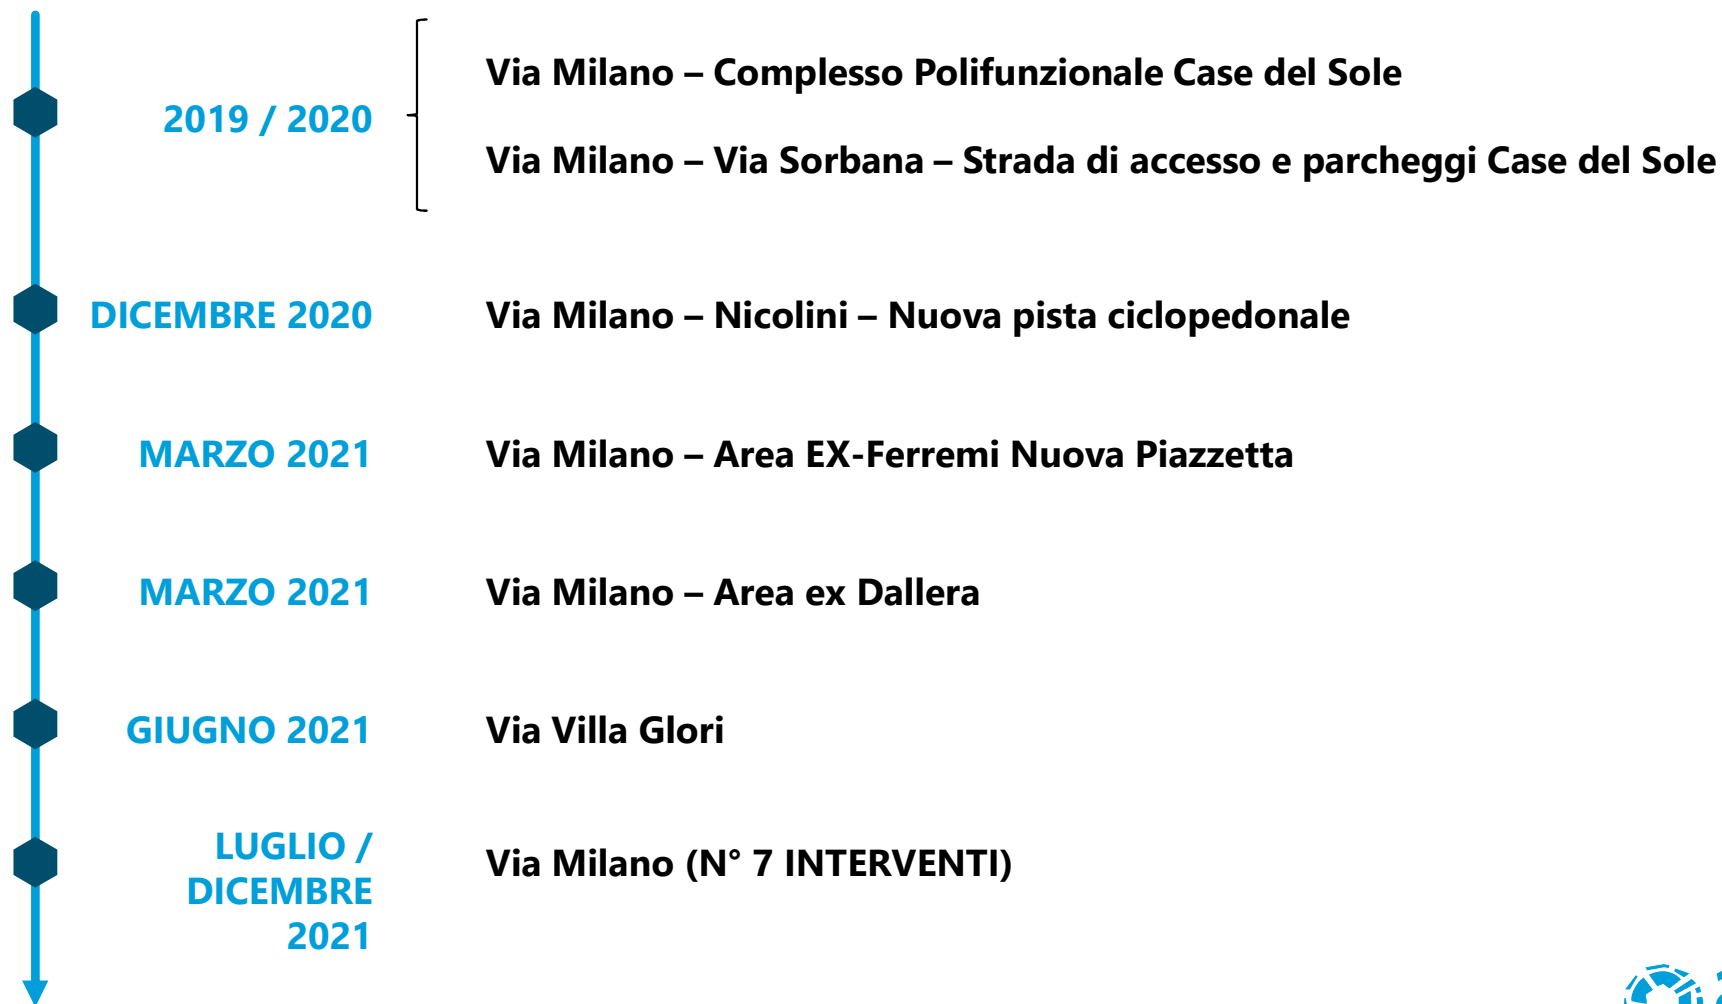 2019 / 2020
Via Milano – Complesso Polifunzionale Case del Sole
Via Milano – Via Sorbana – Strada di accesso e parcheggi Case del Sole
DICEMBRE 2020
Via Milano – Nicolini – Nuova pista ciclopedonale
MARZO 2021
Via Milano – Area EX-Ferremi Nuova Piazzetta
MARZO 2021
Via Milano – Area ex Dallera
GIUGNO 2021
Via Villa Glori
LUGLIO /
DICEMBRE
2021
Via Milano (N° 7 INTERVENTI)